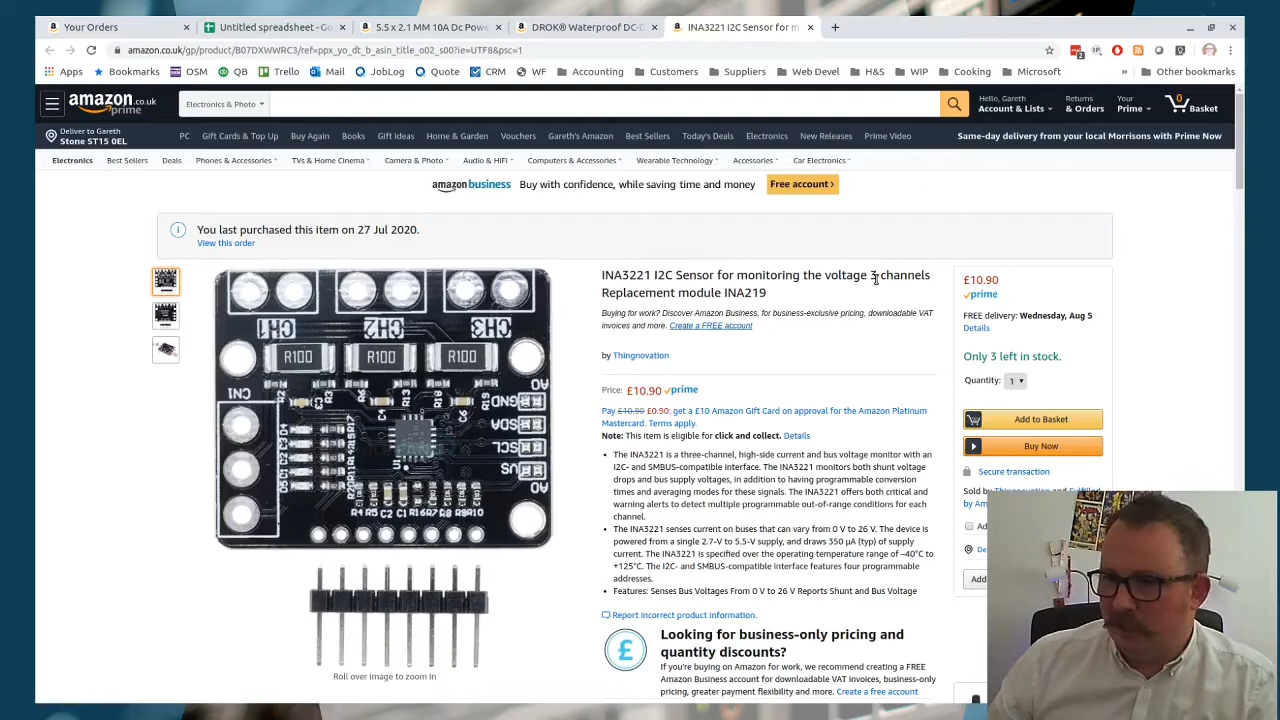 Your Orders
Untitled spreadsheet - Go
5.5 x 2.1 MM 10A Dc Powe
DROK® Waterproof DC-D
INA3221 I2C Sensor for m
amazon.co.uk/gp/product/B07DXWWRC3/ref=ppx_yo_dt_b_asin_title_o02_s00?ie=UTF8&psc=1
Apps Bookmarks OSM QB Trello Mail JobLog Quote CRM WF Accounting Customers Suppliers Web Devel H&S WIP Cooking Microsoft » Other bookmarks
amazon.co.uk prime
Electronics & Photo
Hello, Gareth
Account & Lists
Returns
& Orders
Your
Prime
0
Basket
Deliver to Gareth
Stone ST15 0EL
PC Gift Cards & Top Up Buy Again Books Gift Ideas Home & Garden Vouchers Gareth's Amazon Best Sellers Today's Deals Electronics New Releases Prime Video
Same-day delivery from your local Morrisons with Prime Now
Electronics Best Sellers Deals Phones & Accessories TVs & Home Cinema Camera & Photo Audio & HiFi Computers & Accessories Wearable Technology Accessories Car Electronics
amazon business Buy with confidence, while saving time and money Free account ›
You last purchased this item on 27 Jul 2020.
View this order
CH1 CH2 CH3
R100 R100 R100
CN1
GND
SDA
SCL
Roll over image to zoom in
INA3221 I2C Sensor for monitoring the voltage 3 channels
Replacement module INA219
Buying for work? Discover Amazon Business, for business-exclusive pricing, downloadable VAT
invoices and more. Create a FREE account
by Thingnovation
Price: £10.90 prime
Pay £10.90 £0.90: get a £10 Amazon Gift Card on approval for the Amazon Platinum
Mastercard. Terms apply.
Note: This item is eligible for click and collect. Details
• The INA3221 is a three-channel, high-side current and bus voltage monitor with an
I2C- and SMBUS-compatible interface. The INA3221 monitors both shunt voltage
drops and bus supply voltages, in addition to having programmable conversion
times and averaging modes for these signals. The INA3221 offers both critical and
warning alerts to detect multiple programmable out-of-range conditions for each
channel.
• The INA3221 senses current on buses that can vary from 0 V to 26 V. The device is
powered from a single 2.7-V to 5.5-V supply, and draws 350 µA (typ) of supply
current. The INA3221 is specified over the operating temperature range of –40°C to
+125°C. The I2C- and SMBUS-compatible interface features four programmable
addresses.
• Features: Senses Bus Voltages From 0 V to 26 V Reports Shunt and Bus Voltage
Report incorrect product information.
£
Looking for business-only pricing and
quantity discounts?
If you're buying on Amazon for work, we recommend creating a FREE
Amazon Business account for downloadable VAT invoices, business-only
pricing, greater payment flexibility and more. Create a free account
£10.90
prime
FREE delivery: Wednesday, Aug 5
Details
Only 3 left in stock.
Quantity: 1
Add to Basket
Buy Now
Secure transaction
Sold by Thingnovation and Fulfilled
by Am
Ad
De
Add